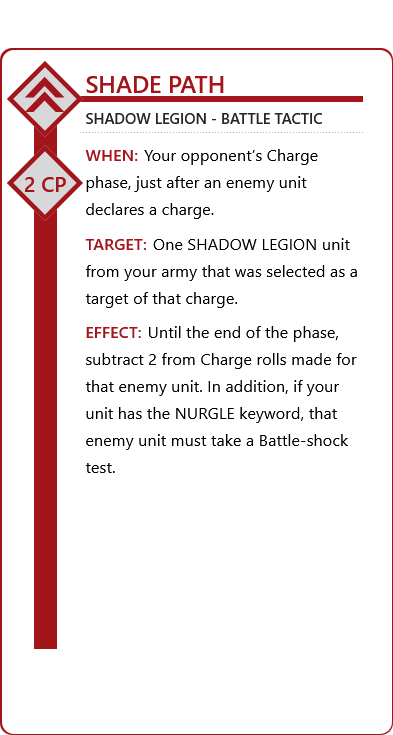 SHADE PATH
SHADOW LEGION - BATTLE TACTIC
WHEN: Your opponent’s Charge
2 CP
phase, just after an enemy unit
declares a charge.
TARGET: One SHADOW LEGION unit
from your army that was selected as a
target of that charge.
EFFECT: Until the end of the phase,
subtract 2 from Charge rolls made for
that enemy unit. In addition, if your
unit has the NURGLE keyword, that
enemy unit must take a Battle-shock
test.